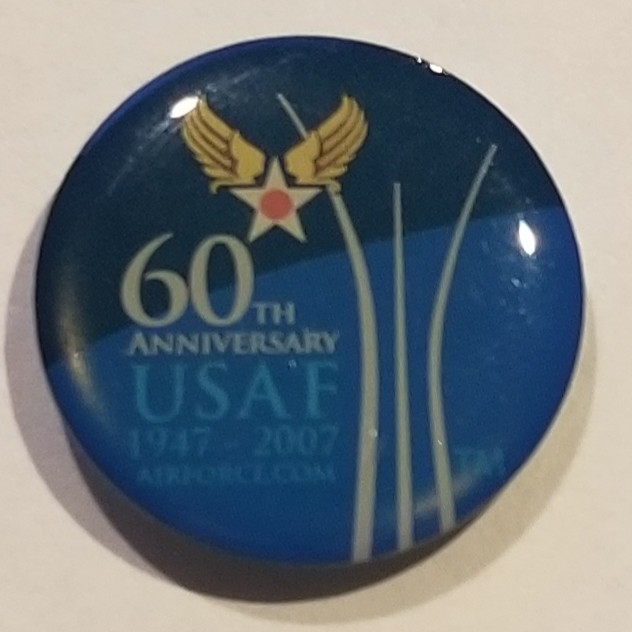 60TH
ANNIVERSARY
USAF
1947 - 2007
AIRFORCE.COM
TM